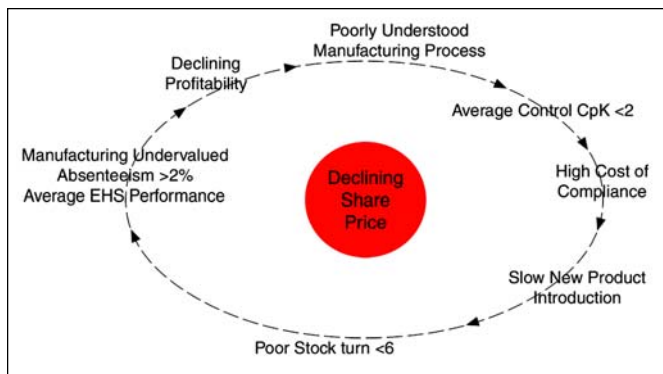 Poorly Understood
Manufacturing Process
Declining
Profitability
Average Control CpK <2
Manufacturing Undervalued
Absenteeism >2%
Average EHS Performance
High Cost of
Compliance
Declining
Share
Price
Slow New Product
Introduction
Poor Stock turn <6